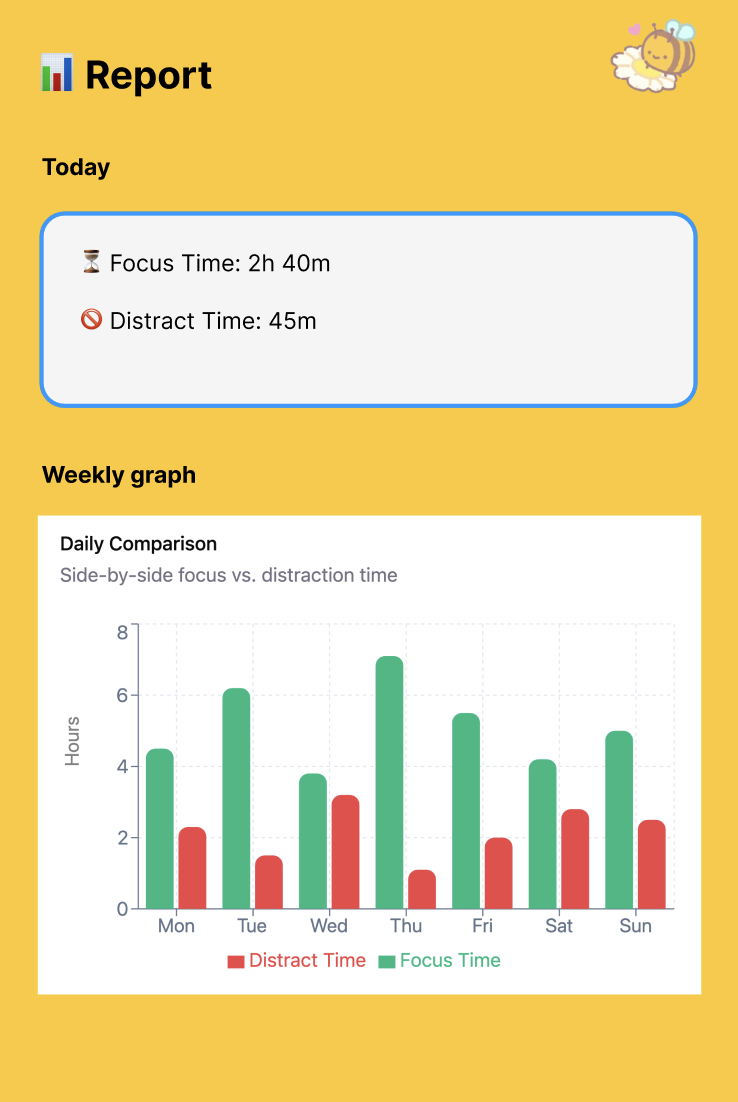 📊 Report
Today
⏳ Focus Time: 2h 40m
🚫 Distract Time: 45m
Weekly graph
Daily Comparison
Side-by-side focus vs. distraction time
8
6
4
2
0
Hours
Mon Tue Wed Thu Fri Sat Sun
Distract Time Focus Time